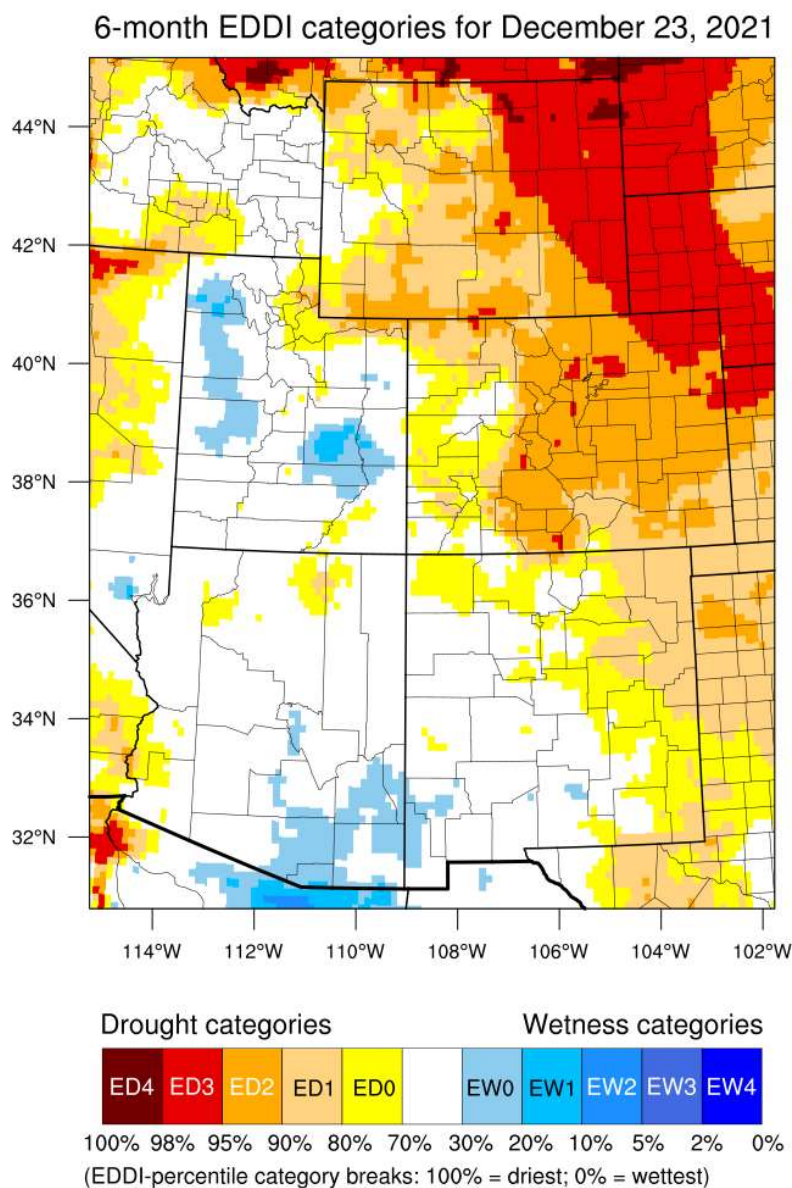 6-month EDDI categories for December 23, 2021
44°N
42°N
40°N
38°N
36°N
34°N
32°N
114°W 112°W 110°W 108°W 106°W 104°W 102°W
Drought categories Wetness categories
ED4 ED3 ED2 ED1 ED0 EW0 EW1 EW2 EW3 EW4
100% 98% 95% 90% 80% 70% 30% 20% 10% 5% 2% 0%
(EDDI-percentile category breaks: 100% = driest; 0% = wettest)